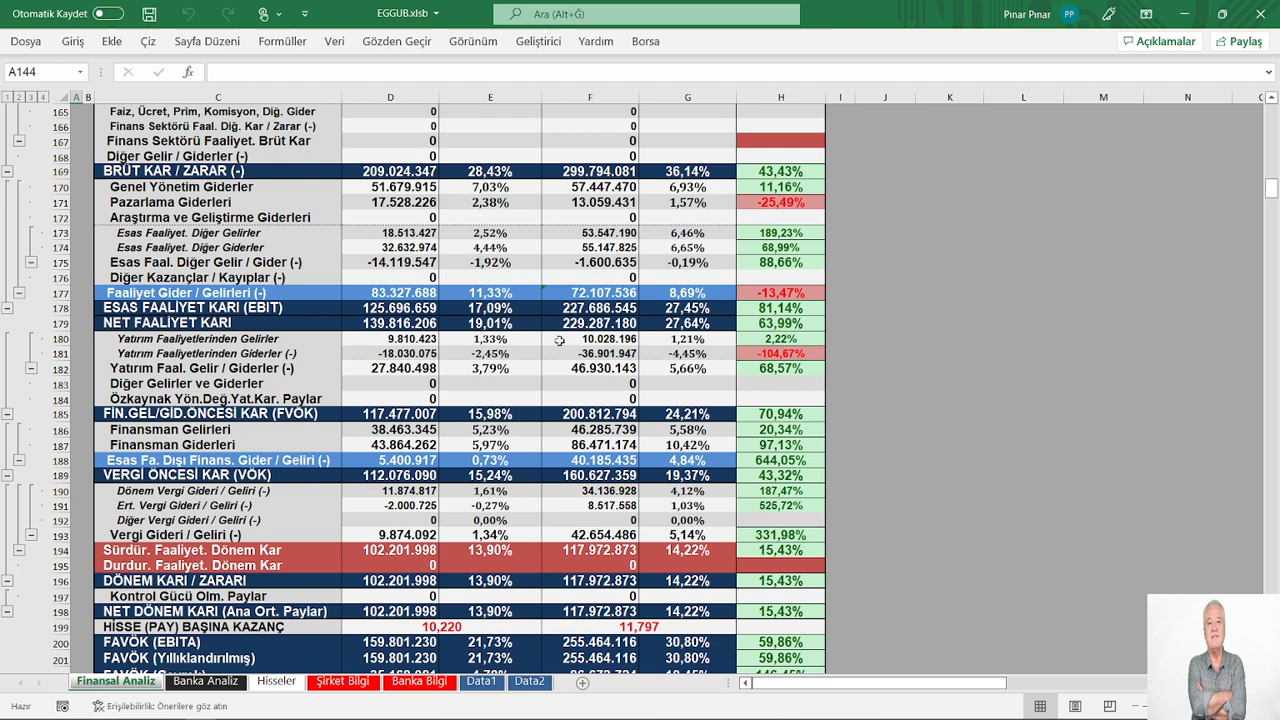 Otomatik Kaydet
EGGUB.xlsb
Ara (Alt+Ğ)
Pınar Pınar PP
Dosya Giriş Ekle Çiz Sayfa Düzeni Formüller Veri Gözden Geçir Görünüm Geliştirici Yardım Borsa Açıklamalar Paylaş
A144 fx
1 2 3 4 A B C D E F G H I J K L M N
165 Faiz, Ücret, Prim, Komisyon, Diğ. Gider 0 0
166 Finans Sektörü Faal. Diğ. Kar / Zarar (-) 0 0
167 Finans Sektörü Faaliyet. Brüt Kar 0 0
168 Diğer Gelir / Giderler (-) 0 0
169 BRÜT KAR / ZARAR (-) 209.024.347 28,43% 299.794.081 36,14% 43,43%
170 Genel Yönetim Giderler 51.679.915 7,03% 57.447.470 6,93% 11,16%
171 Pazarlama Giderleri 17.528.226 2,38% 13.059.431 1,57% -25,49%
172 Araştırma ve Geliştirme Giderleri 0 0
173 Esas Faaliyet. Diğer Gelirler 18.513.427 2,52% 53.547.190 6,46% 189,23%
174 Esas Faaliyet. Diğer Giderler 32.632.974 4,44% 55.147.825 6,65% 68,99%
175 Esas Faal. Diğer Gelir / Gider (-) -14.119.547 -1,92% -1.600.635 -0,19% 88,66%
176 Diğer Kazançlar / Kayıplar (-) 0 0
177 Faaliyet Gider / Gelirleri (-) 83.327.688 11,33% 72.107.536 8,69% -13,47%
178 ESAS FAALİYET KARI (EBIT) 125.696.659 17,09% 227.686.545 27,45% 81,14%
179 NET FAALİYET KARI 139.816.206 19,01% 229.287.180 27,64% 63,99%
180 Yatırım Faaliyetlerinden Gelirler 9.810.423 1,33% 10.028.196 1,21% 2,22%
181 Yatırım Faaliyetlerinden Giderler (-) -18.030.075 -2,45% -36.901.947 -4,45% -104,67%
182 Yatırım Faal. Gelir / Giderler (-) 27.840.498 3,79% 46.930.143 5,66% 68,57%
183 Diğer Gelirler ve Giderler 0 0
184 Özkaynak Yön.Değ.Yat.Kar. Paylar 0 0
185 FİN.GEL/GİD.ÖNCESİ KAR (FVÖK) 117.477.007 15,98% 200.812.794 24,21% 70,94%
186 Finansman Gelirleri 38.463.345 5,23% 46.285.739 5,58% 20,34%
187 Finansman Giderleri 43.864.262 5,97% 86.471.174 10,42% 97,13%
188 Esas Fa. Dışı Finans. Gider / Geliri (-) 5.400.917 0,73% 40.185.435 4,84% 644,05%
189 VERGİ ÖNCESİ KAR (VÖK) 112.076.090 15,24% 160.627.359 19,37% 43,32%
190 Dönem Vergi Gideri / Geliri (-) 11.874.817 1,61% 34.136.928 4,12% 187,47%
191 Ert. Vergi Gideri / Geliri (-) -2.000.725 -0,27% 8.517.558 1,03% 525,72%
192 Diğer Vergi Gideri / Geliri (-) 0 0,00% 0 0,00%
193 Vergi Gideri / Geliri (-) 9.874.092 1,34% 42.654.486 5,14% 331,98%
194 Sürdür. Faaliyet. Dönem Kar 102.201.998 13,90% 117.972.873 14,22% 15,43%
195 Durdur. Faaliyet. Dönem Kar 0 0
196 DÖNEM KARI / ZARARI 102.201.998 13,90% 117.972.873 14,22% 15,43%
197 Kontrol Gücü Olm. Paylar 0 0
198 NET DÖNEM KARI (Ana Ort. Paylar) 102.201.998 13,90% 117.972.873 14,22% 15,43%
199 HİSSE (PAY) BAŞINA KAZANÇ 10,220 11,797
200 FAVÖK (EBITA) 159.801.230 21,73% 255.464.116 30,80% 59,86%
201 FAVÖK (Yıllıklandırılmış) 159.801.230 21,73% 255.464.116 30,80% 59,86%
Finansal Analiz Banka Analiz Hisseler Şirket Bilgi Banka Bilgi Data1 Data2
Hazır Erişilebilirlik: Önerilere göz atın